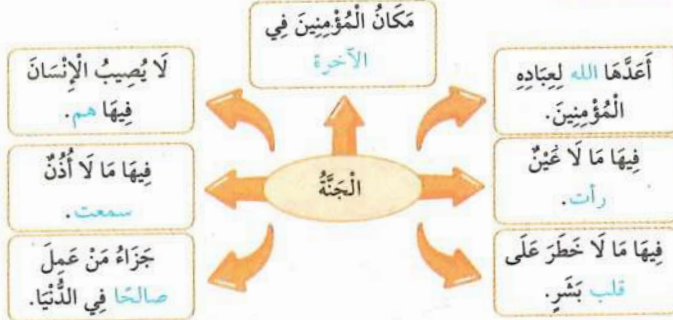 مَكَانُ الْمُؤْمِنِينَ فِي
الآخرة
أَعَدَّهَا الله لِعِبَادِهِ
الْمُؤْمِنِينَ.
فِيهَا مَا لَا عَيْنٌ
رأت.
فِيهَا مَا لَا خَطَرَ عَلَى
قلب بَشَرٍ.
الْجَنَّةُ
لَا يُصِيبُ الْإِنْسَانَ
فِيهَا هم.
فِيهَا مَا لَا أُذُنٌ
سمعت.
جَزَاءُ مَنْ عَمِلَ
صالحًا فِي الدُّنْيَا.